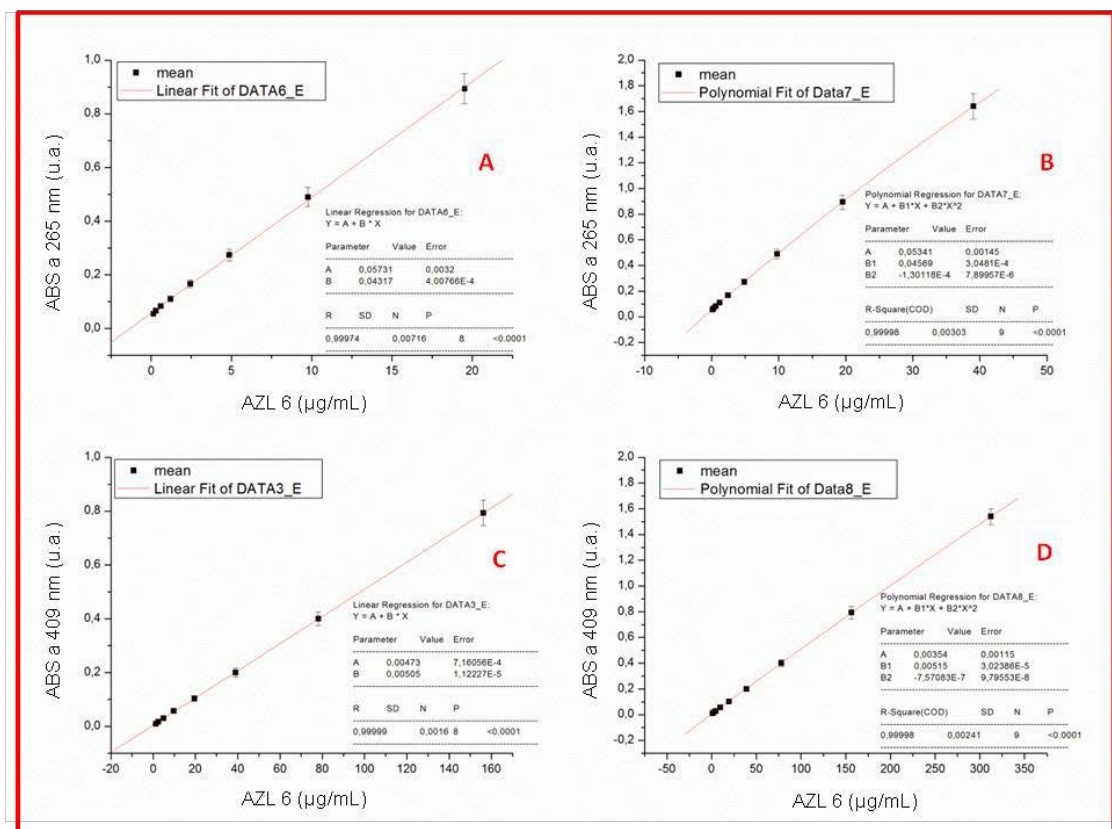 mean
Linear Fit of DATA6_E
A
Linear Regression for DATA6_E:
Y = A + B * X
Parameter Value Error
A 0,05731 0,0032
B 0,04317 4,00766E-4
R SD N P
0,99974 0,00716 8 <0.0001
ABS a 265 nm (u.a.)
1,0
0,8
0,6
0,4
0,2
0,0
0 5 10 15 20
AZL 6 (µg/mL)
mean
Polynomial Fit of Data7_E
B
Polynomial Regression for DATA7_E:
Y = A + B1*X + B2*X^2
Parameter Value Error
A 0,05341 0,00145
B1 0,04569 3,0481E-4
B2 -1,30118E-4 7,89957E-6
R-Square(COD) SD N P
0,99998 0,00303 9 <0.0001
ABS a 265 nm (u.a.)
2,0
1,8
1,6
1,4
1,2
1,0
0,8
0,6
0,4
0,2
0,0
-0,2
-10 0 10 20 30 40 50
AZL 6 (µg/mL)
mean
Linear Fit of DATA3_E
C
Linear Regression for DATA3_E:
Y = A + B * X
Parameter Value Error
A 0,00473 7,16056E-4
B 0,00505 1,12227E-5
R SD N P
0,99999 0,0016 8 <0.0001
ABS a 409 nm (u.a.)
1,0
0,8
0,6
0,4
0,2
0,0
-20 0 20 40 60 80 100 120 140 160
AZL 6 (µg/mL)
mean
Polynomial Fit of Data8_E
D
Polynomial Regression for DATA8_E:
Y = A + B1*X + B2*X^2
Parameter Value Error
A 0,00354 0,00115
B1 0,00515 3,02386E-5
B2 -7,57083E-7 9,79553E-8
R-Square(COD) SD N P
0,99998 0,00241 9 <0.0001
ABS a 409 nm (u.a.)
2,0
1,8
1,6
1,4
1,2
1,0
0,8
0,6
0,4
0,2
0,0
-0,2
-50 0 50 100 150 200 250 300 350
AZL 6 (µg/mL)